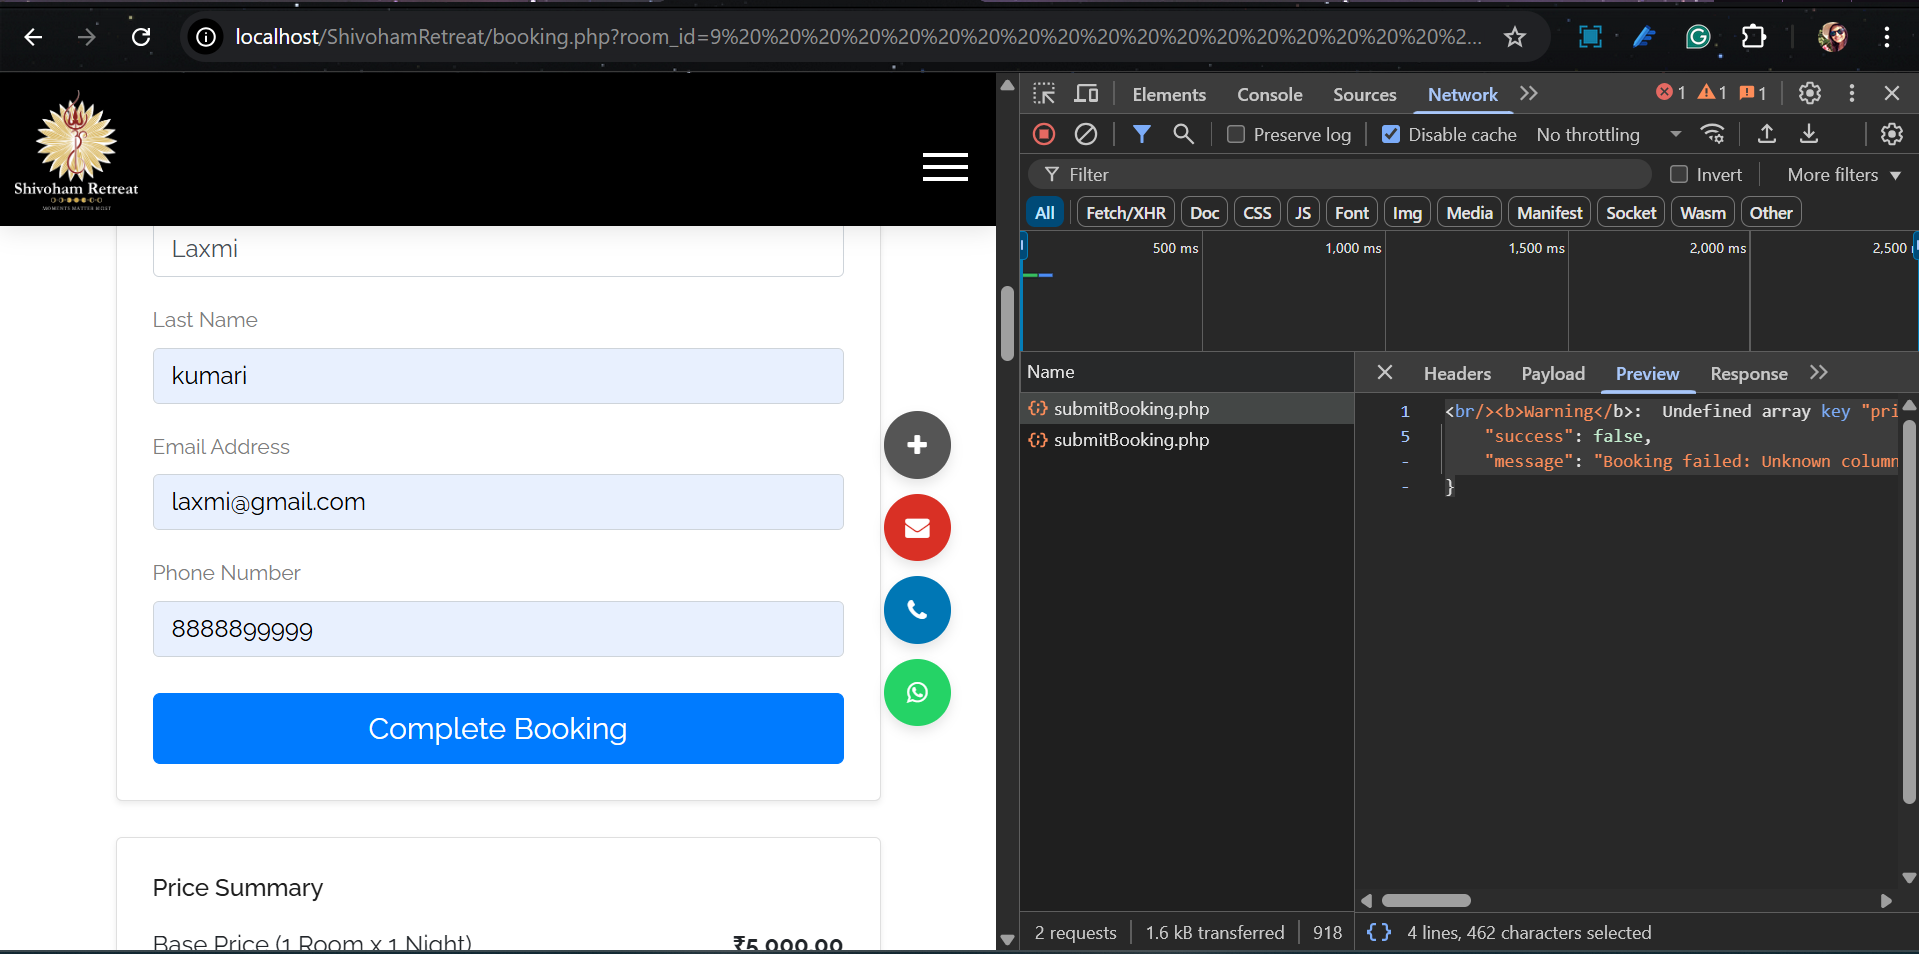 localhost/ShivohamRetreat/booking.php?room_id=9%20%20%20%20%20%20%20%20%20%20%20%20%20%20%20%20%20%20%2...
Shivoham Retreat
MOMENTS MATTER MOST
Laxmi
Last Name
kumari
Email Address
laxmi@gmail.com
Phone Number
8888899999
Complete Booking
Price Summary
Base Price (1 Room x 1 Night)
₹5,000.00
Elements
Console
Sources
Network
1
1
1
Preserve log
Disable cache
No throttling
Filter
Invert
More filters
All
Fetch/XHR
Doc
CSS
JS
Font
Img
Media
Manifest
Socket
Wasm
Other
500 ms
1,000 ms
1,500 ms
2,000 ms
2,500
Name
submitBooking.php
submitBooking.php
Headers
Payload
Preview
Response
1 <br/><b>Warning</b>:  Undefined array key "pri
5 "success": false,
- "message": "Booking failed: Unknown column
- }
2 requests
1.6 kB transferred
918
{} 4 lines, 462 characters selected